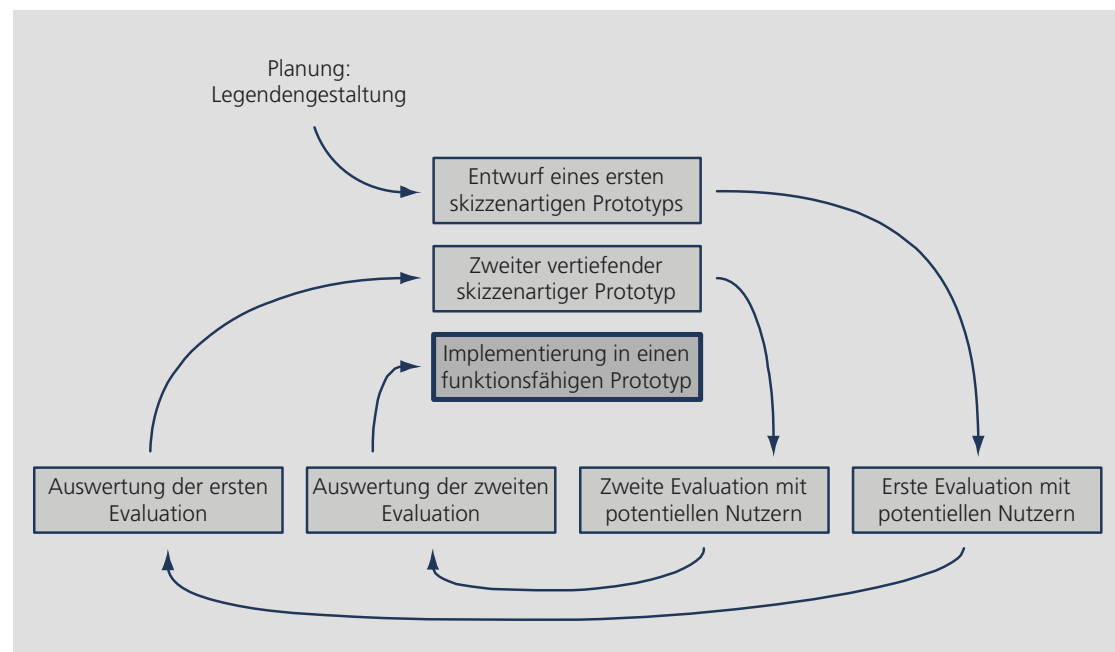 Planung:
Legendengestaltung
Entwurf eines ersten
skizzenartigen Prototyps
Zweiter vertiefender
skizzenartiger Prototyp
Implementierung in einen
funktionsfähigen Prototyp
Auswertung der ersten
Evaluation
Auswertung der zweiten
Evaluation
Zweite Evaluation mit
potentiellen Nutzern
Erste Evaluation mit
potentiellen Nutzern